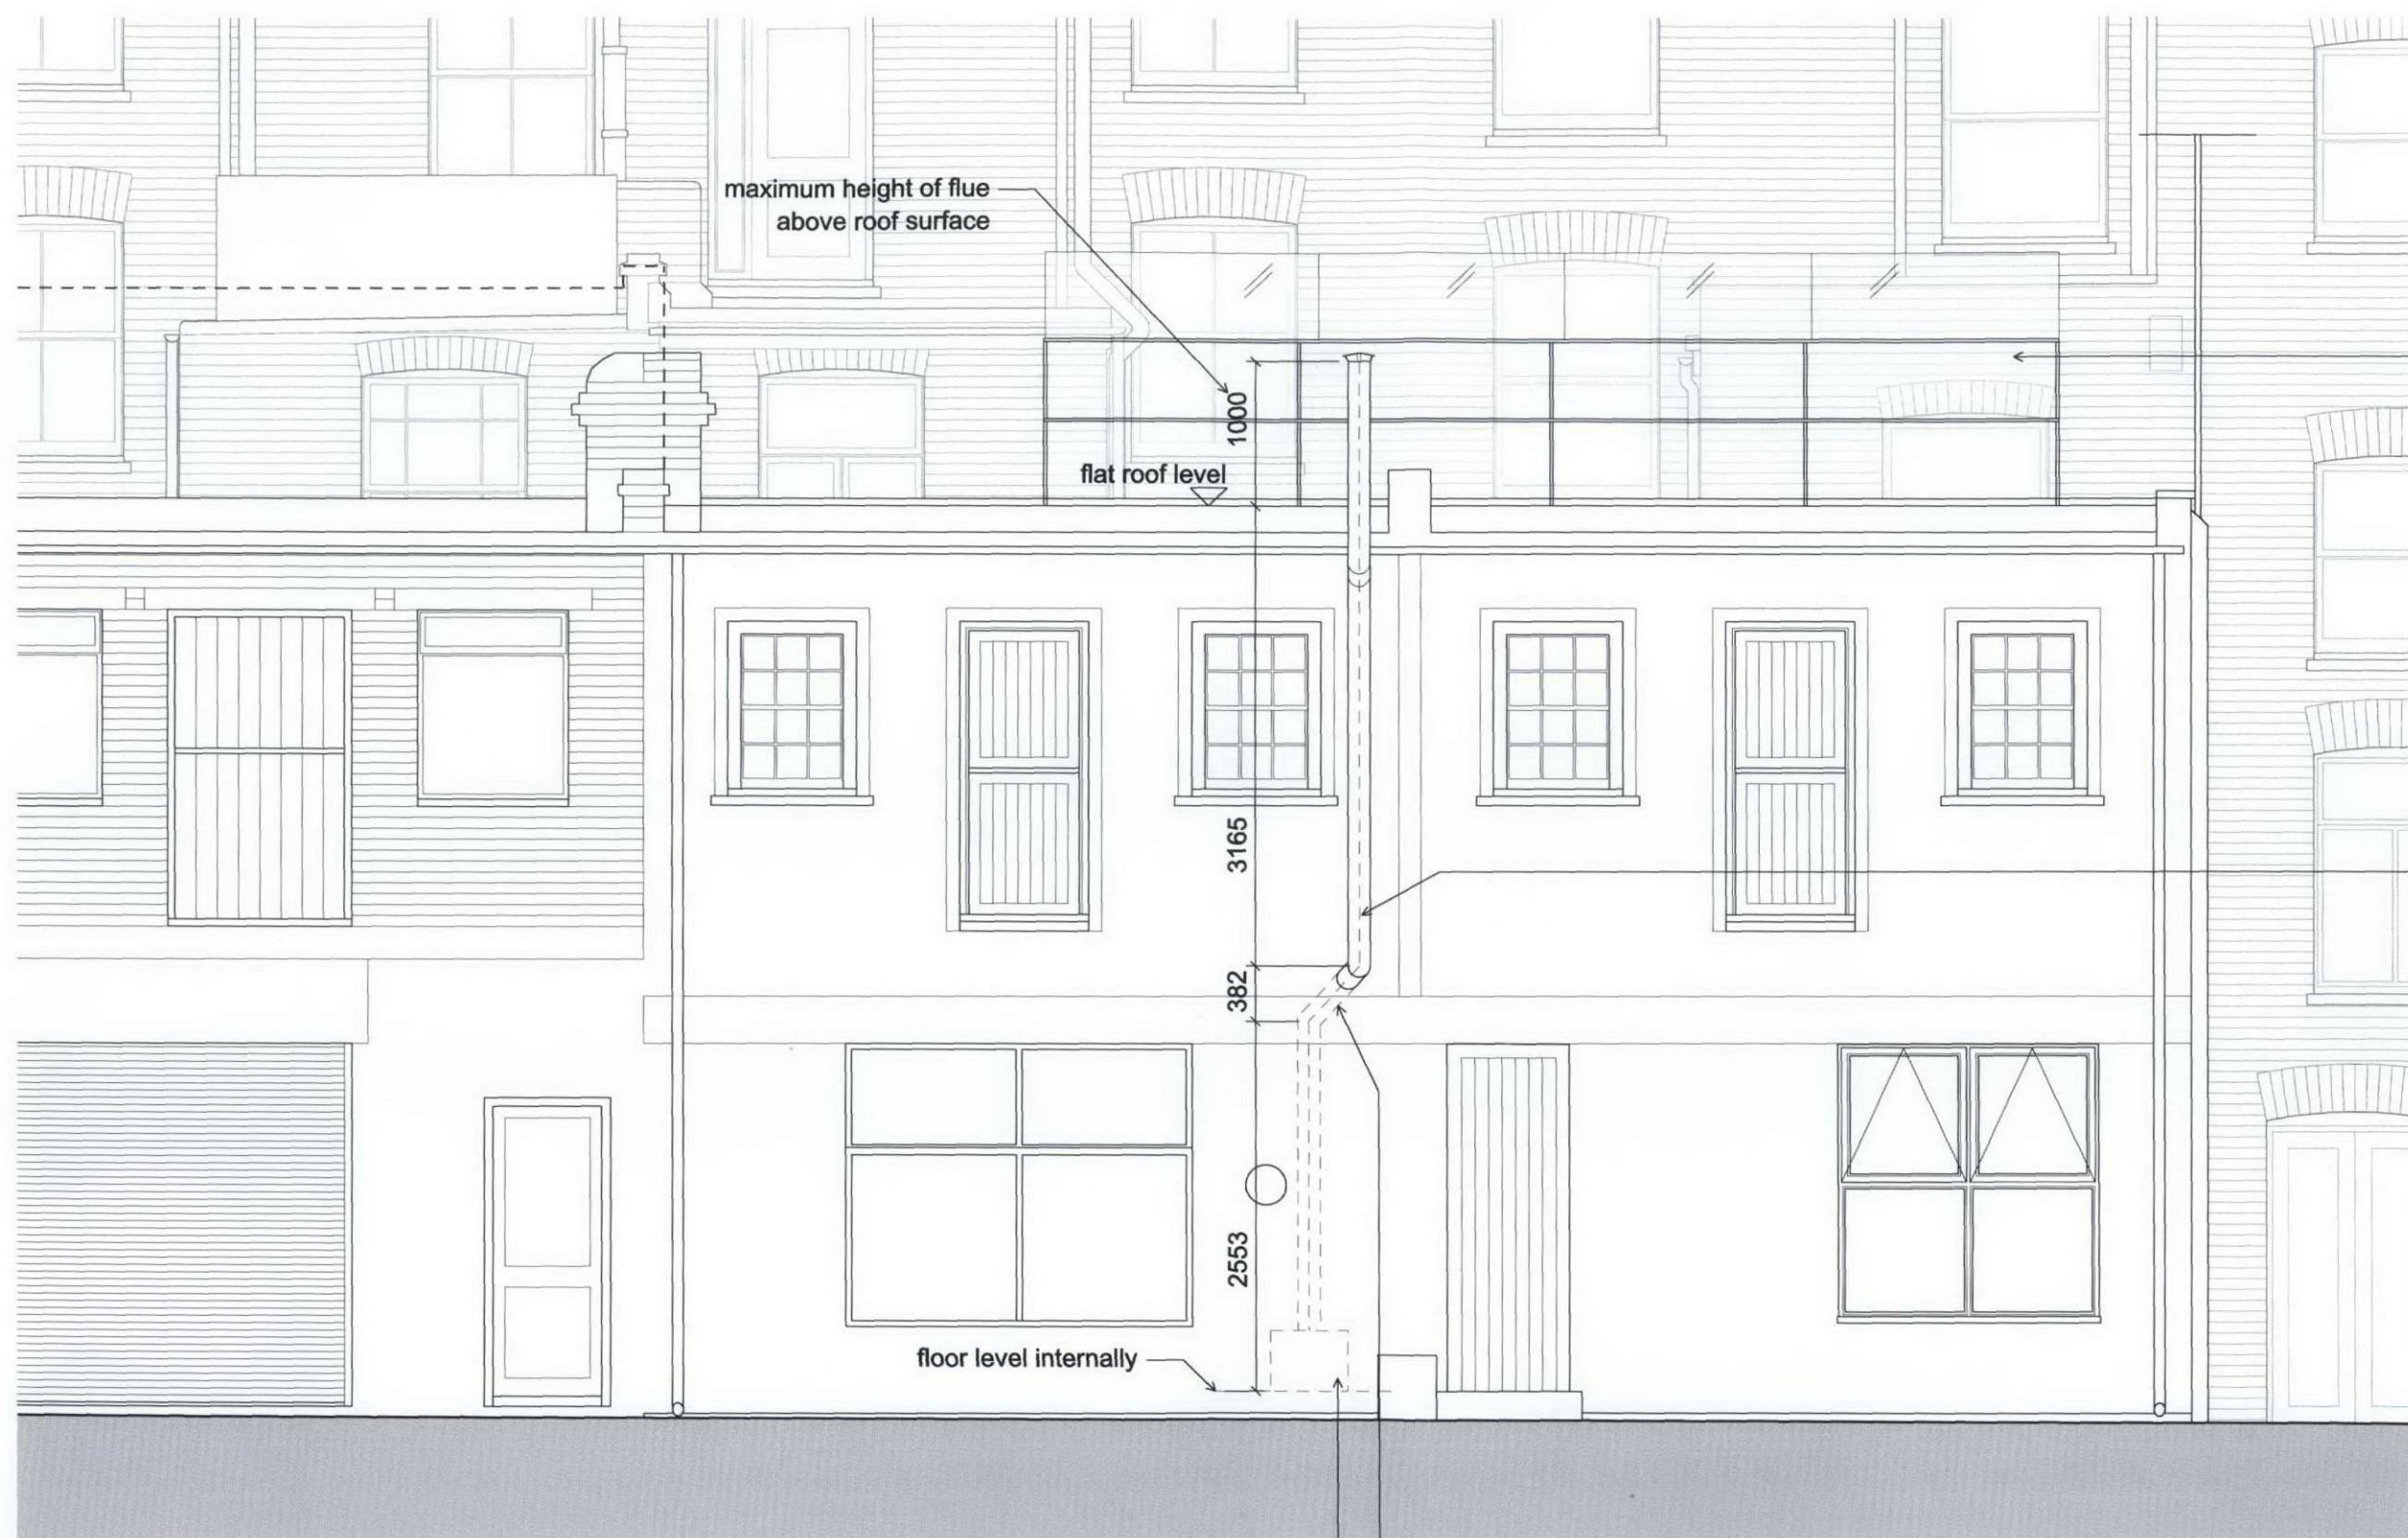 maximum height of flue
above roof surface
1000
flat roof level
3165
382
2553
floor level internally